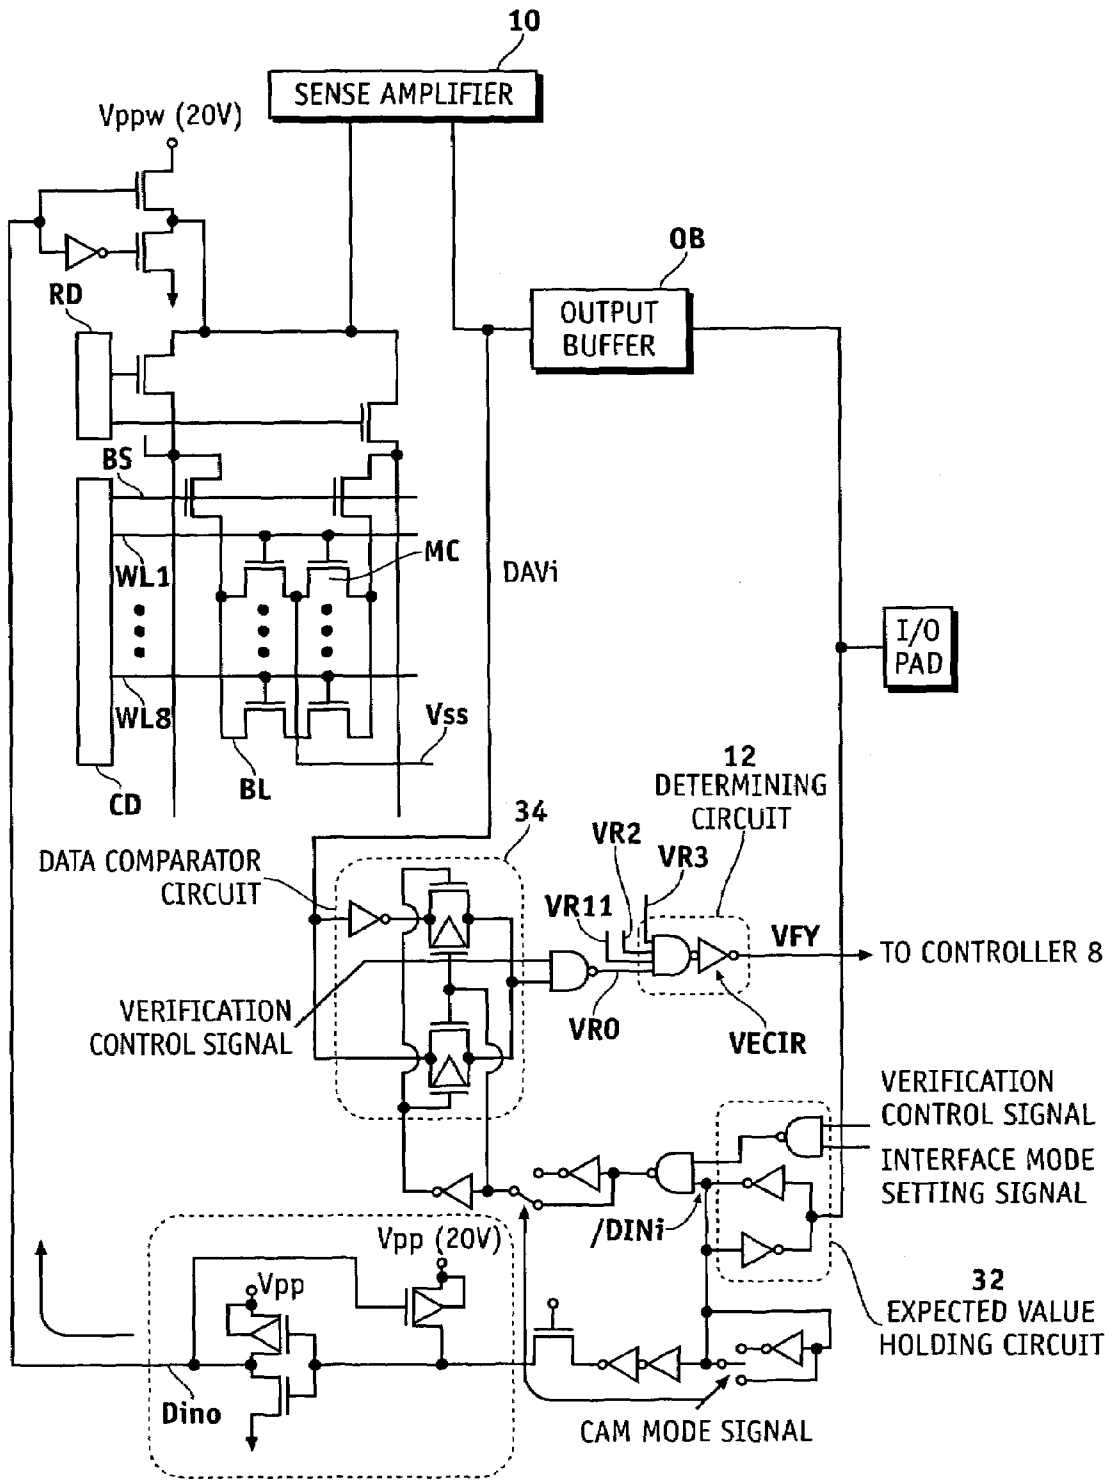 10
SENSE AMPLIFIER
Vppw (20V)
OB
OUTPUT
BUFFER
RD
BS
MC
WL1
DAVi
I/O
PAD
WL8
Vss
BL
CD
12
DETERMINING
CIRCUIT
34
VR2
VR3
DATA COMPARATOR
CIRCUIT
VR11
VFY
TO CONTROLLER 8
VERIFICATION
CONTROL SIGNAL
VR0
VECIR
VERIFICATION
CONTROL SIGNAL
INTERFACE MODE
SETTING SIGNAL
/DINi
Vpp (20V)
Vpp
32
EXPECTED VALUE
HOLDING CIRCUIT
Dino
CAM MODE SIGNAL